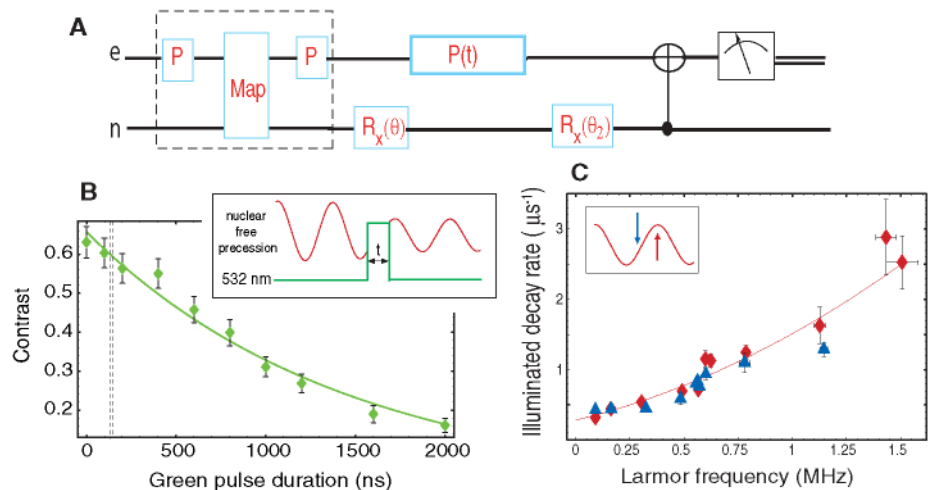 A
e
P
Map
P
P(t)
n
Rx(θ)
Rx(θ2)
B
nuclear
free
precession
t
532 nm
Contrast
0.6
0.5
0.4
0.3
0.2
0
500
1000
1500
2000
Green pulse duration (ns)
C
Illuminated decay rate ( μs⁻¹)
3
2
1
0
0.25
0.5
0.75
1
1.25
1.5
Larmor frequency (MHz)